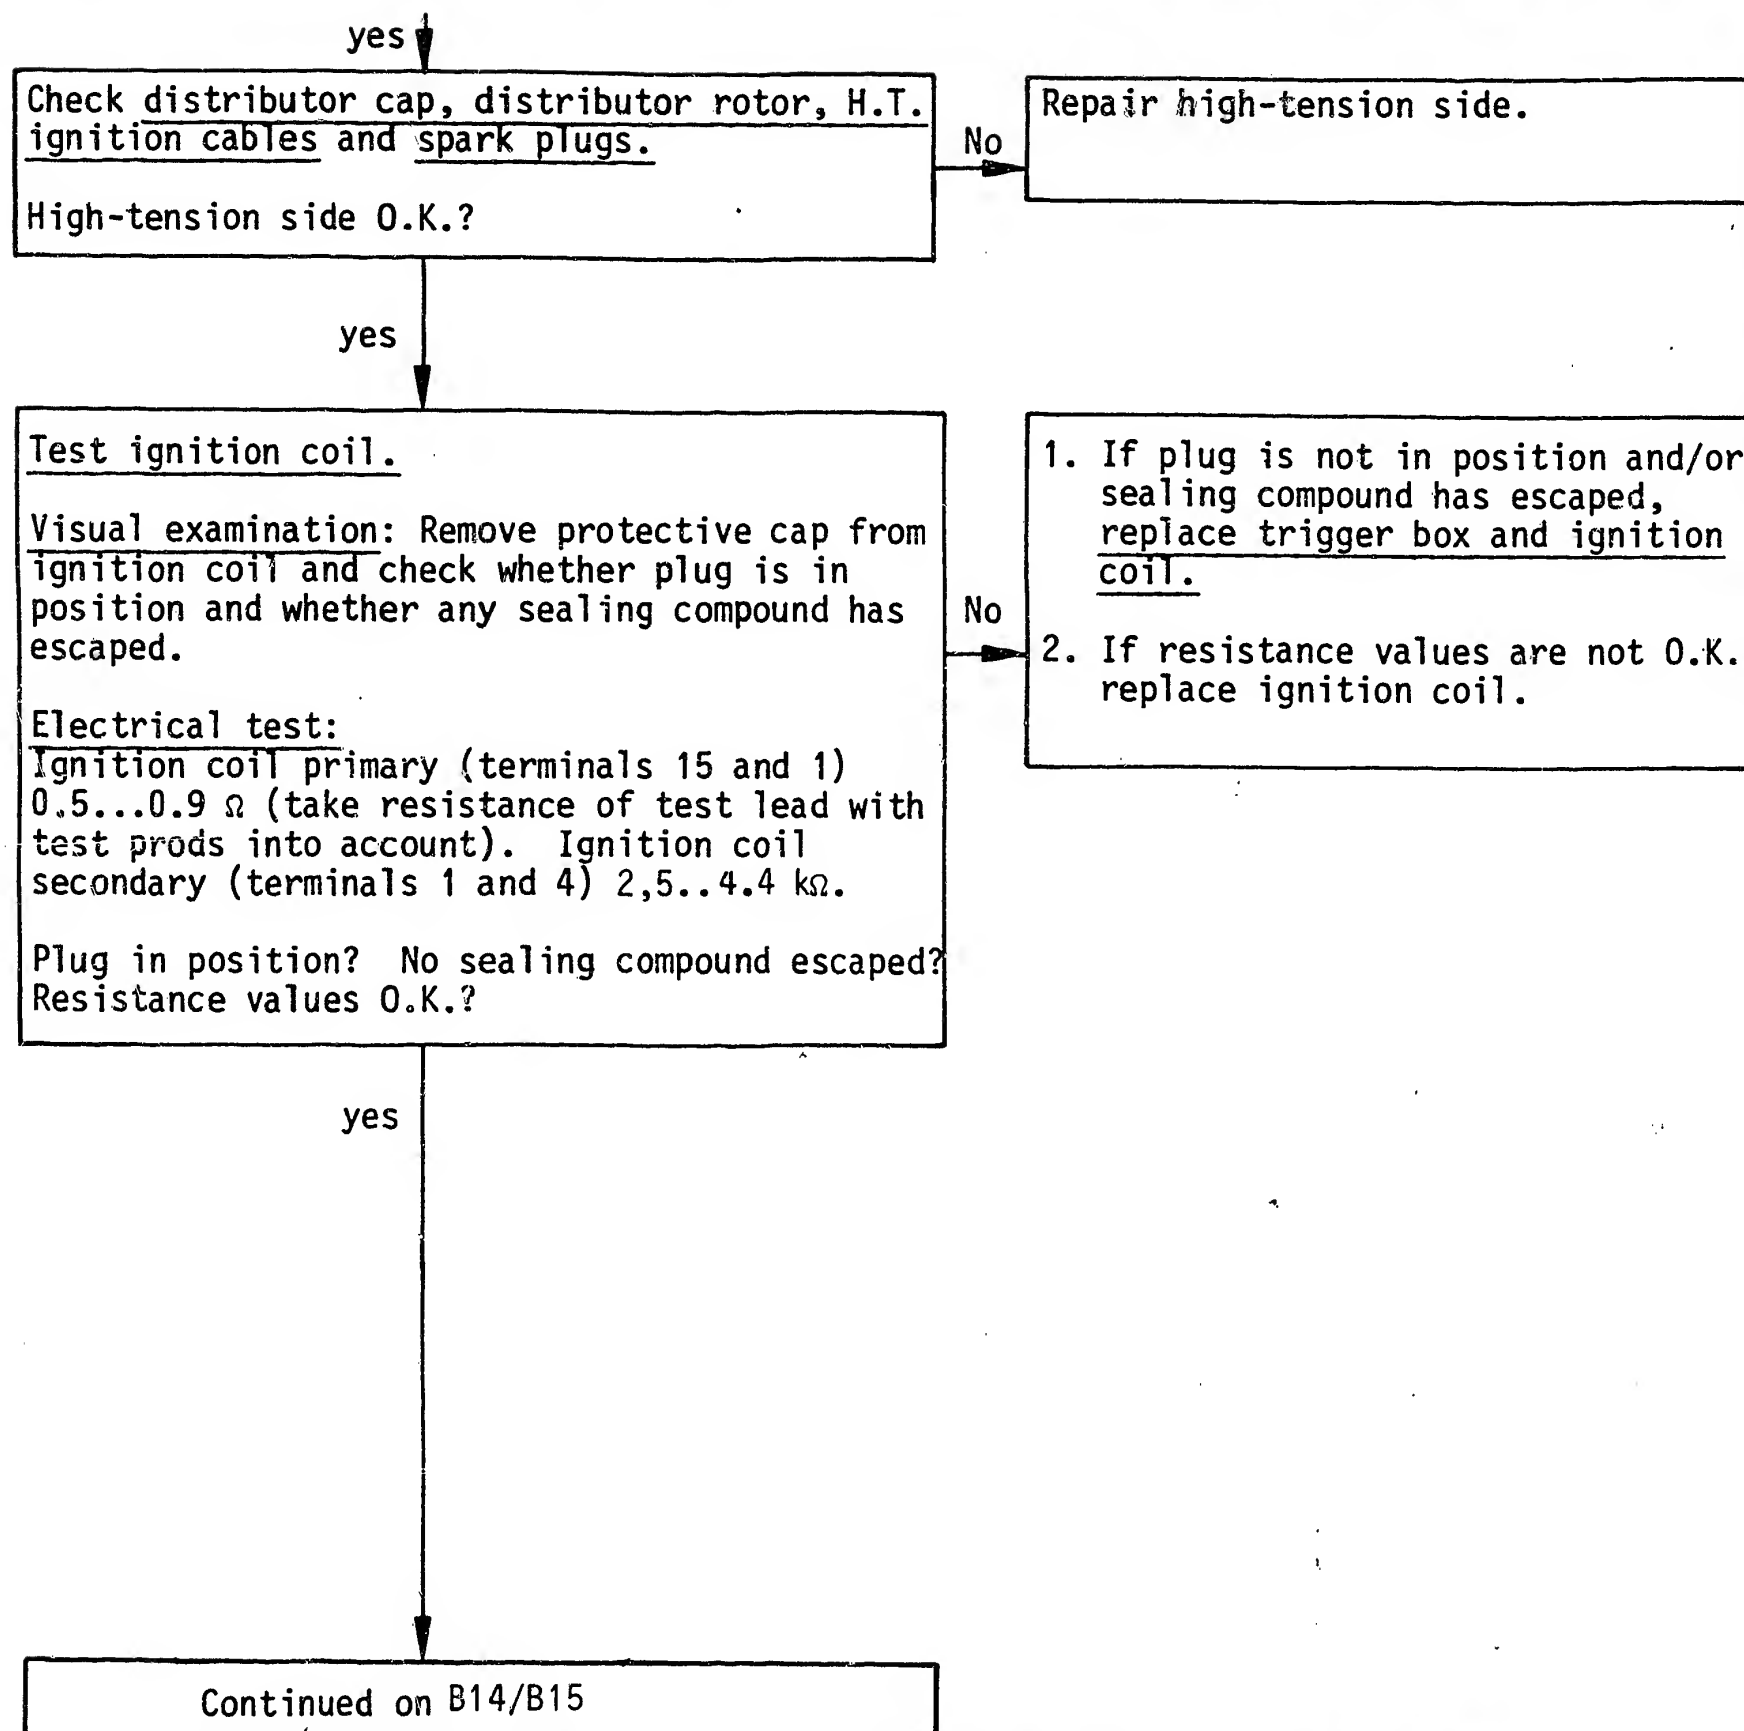 yes
Check distributor cap, distributor rotor, H.T.
ignition cables and spark plugs.
High-tension side O.K.?
No
Repair high-tension side.
yes
Test ignition coil.
Visual examination: Remove protective cap from
ignition coil and check whether plug is in
position and whether any sealing compound has
escaped.
Electrical test:
Ignition coil primary (terminals 15 and 1)
0.5...0.9 Ω (take resistance of test lead with
test prods into account). Ignition coil
secondary (terminals 1 and 4) 2,5..4.4 kΩ.
Plug in position? No sealing compound escaped?
Resistance values O.K.?
No
1. If plug is not in position and/or
sealing compound has escaped,
replace trigger box and ignition
coil.
2. If resistance values are not O.K.
replace ignition coil.
yes
Continued on B14/B15